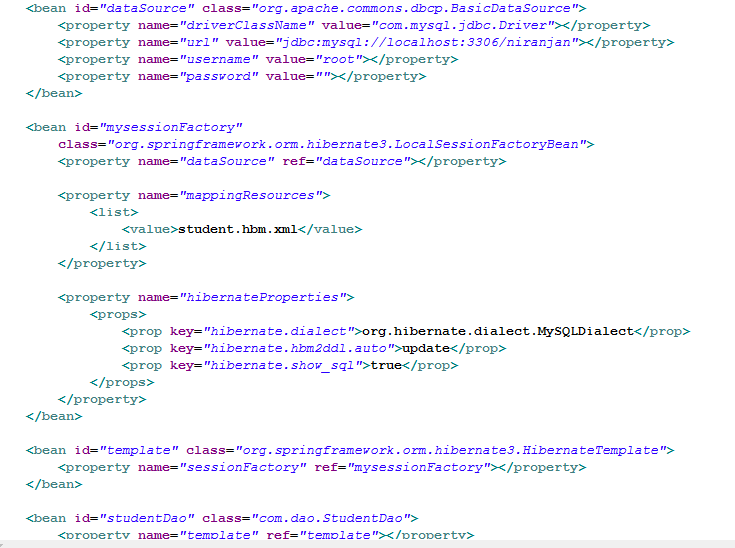 <bean id="dataSource" class="org.apache.commons.dbcp.BasicDataSource">
<property name="driverClassName" value="com.mysql.jdbc.Driver"></property>
<property name="url" value="jdbc:mysql://localhost:3306/niranjan"></property>
<property name="username" value="root"></property>
<property name="password" value=""></property>
</bean>
<bean id="mysessionFactory"
class="org.springframework.orm.hibernate3.LocalSessionFactoryBean">
<property name="dataSource" ref="dataSource"></property>
<property name="mappingResources">
<list>
<value>student.hbm.xml</value>
</list>
</property>
<property name="hibernateProperties">
<props>
<prop key="hibernate.dialect">org.hibernate.dialect.MySQLDialect</prop>
<prop key="hibernate.hbm2ddl.auto">update</prop>
<prop key="hibernate.show_sql">true</prop>
</props>
</property>
</bean>
<bean id="template" class="org.springframework.orm.hibernate3.HibernateTemplate">
<property name="sessionFactory" ref="mysessionFactory"></property>
</bean>
<bean id="studentDao" class="com.dao.StudentDao">
<property name="template" ref="template"></property>